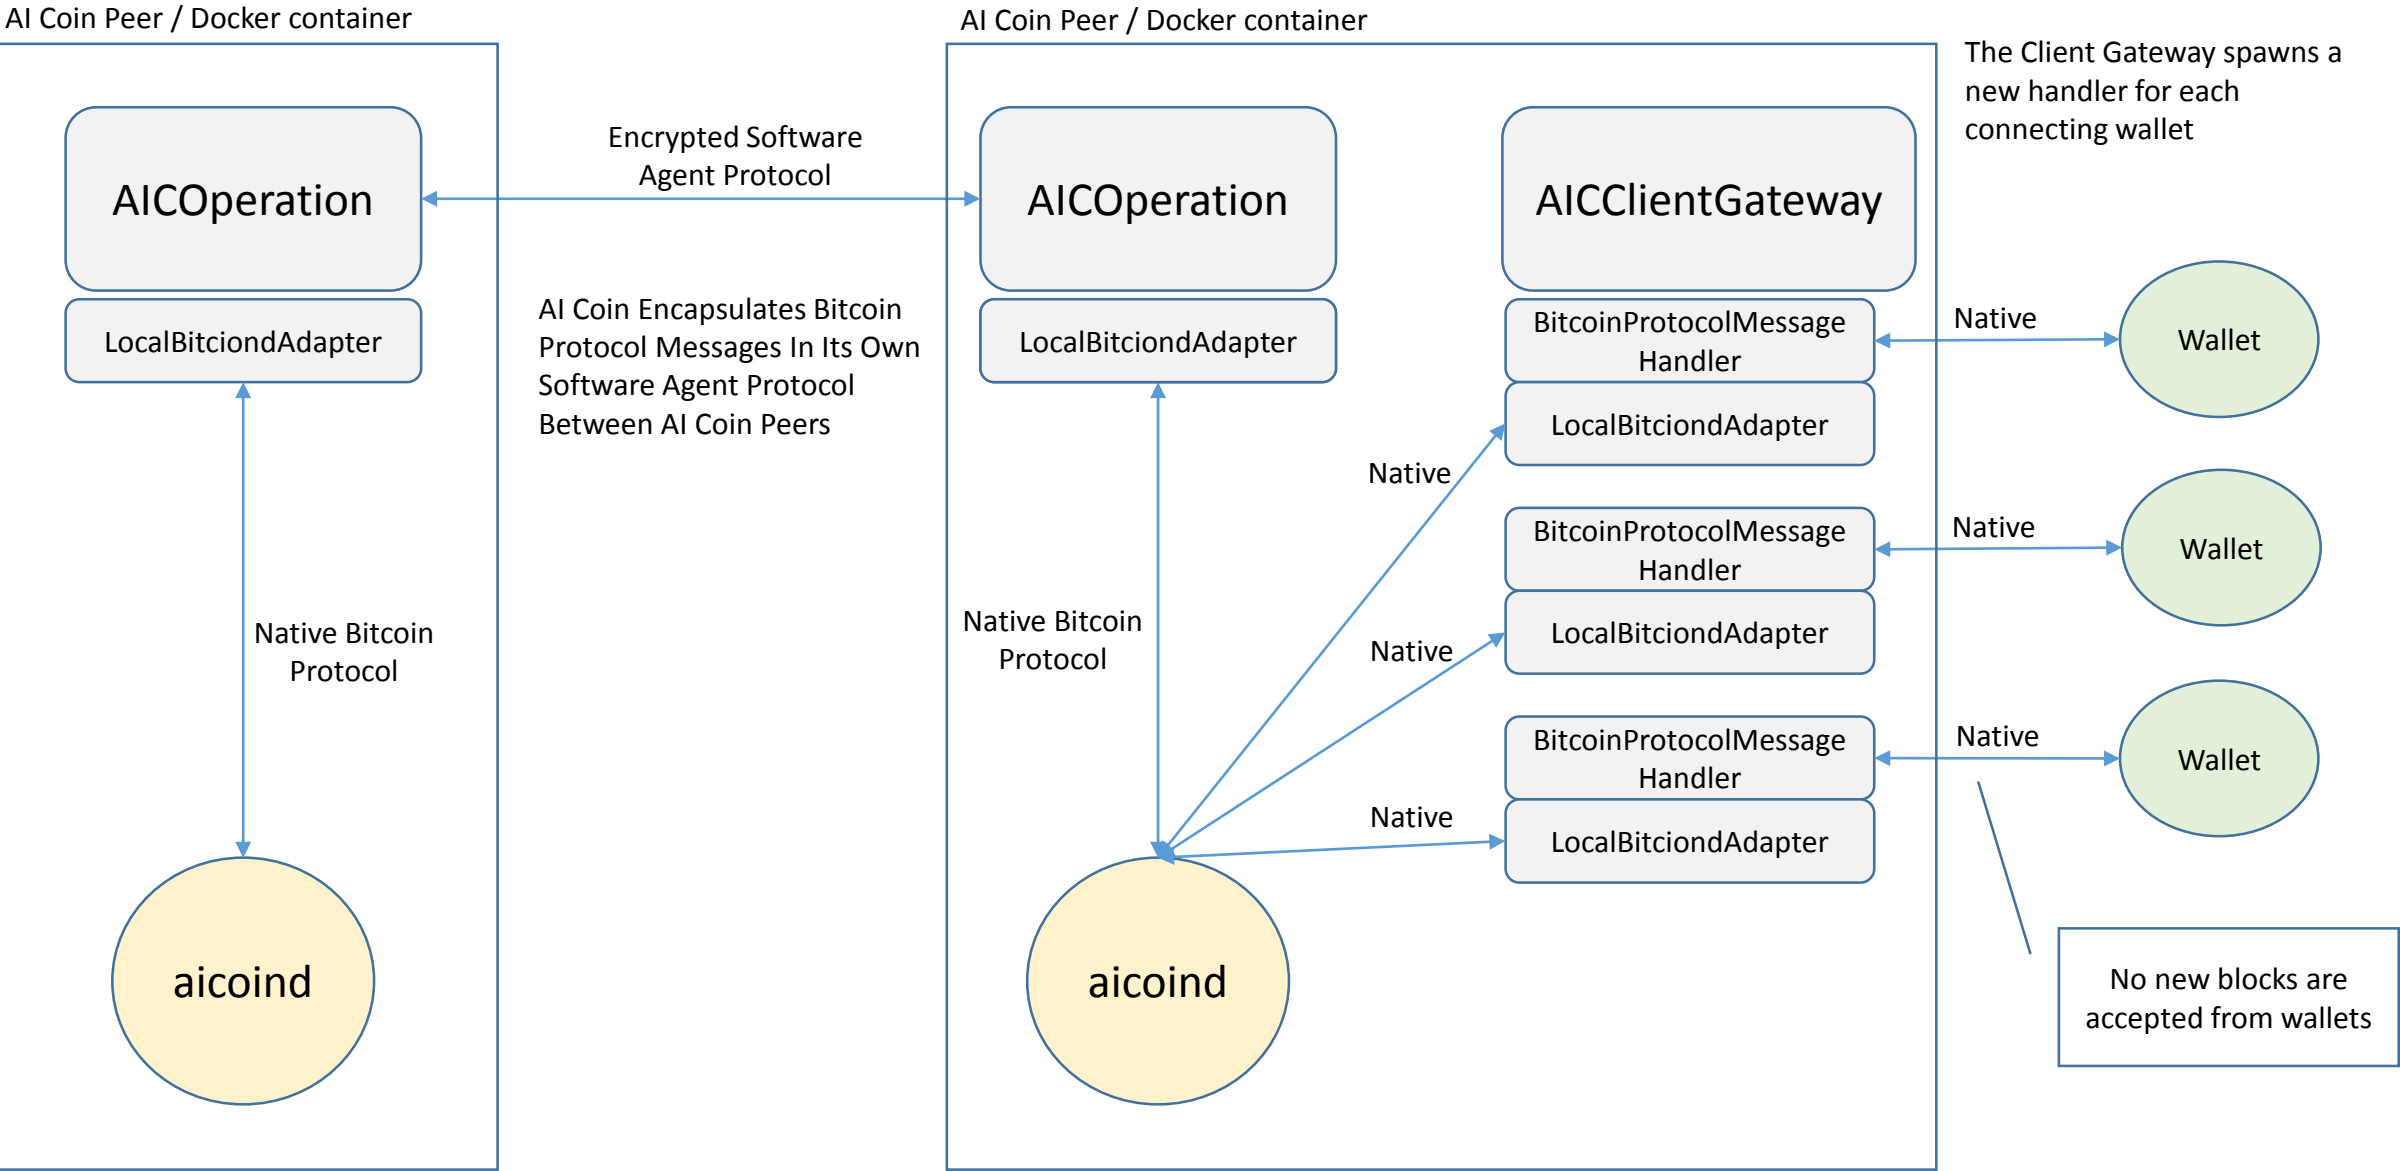 AI Coin Peer / Docker container
AICOperation
LocalBitciondAdapter
Native Bitcoin
Protocol
aicoind
Encrypted Software
Agent Protocol
AI Coin Encapsulates Bitcoin
Protocol Messages In Its Own
Software Agent Protocol
Between AI Coin Peers
AI Coin Peer / Docker container
AICOperation
LocalBitciondAdapter
Native Bitcoin
Protocol
aicoind
AICClientGateway
BitcoinProtocolMessage
Handler
LocalBitciondAdapter
Native
BitcoinProtocolMessage
Handler
LocalBitciondAdapter
Native
BitcoinProtocolMessage
Handler
LocalBitciondAdapter
Native
The Client Gateway spawns a
new handler for each
connecting wallet
Native
Wallet
Native
Wallet
Native
Wallet
No new blocks are
accepted from wallets